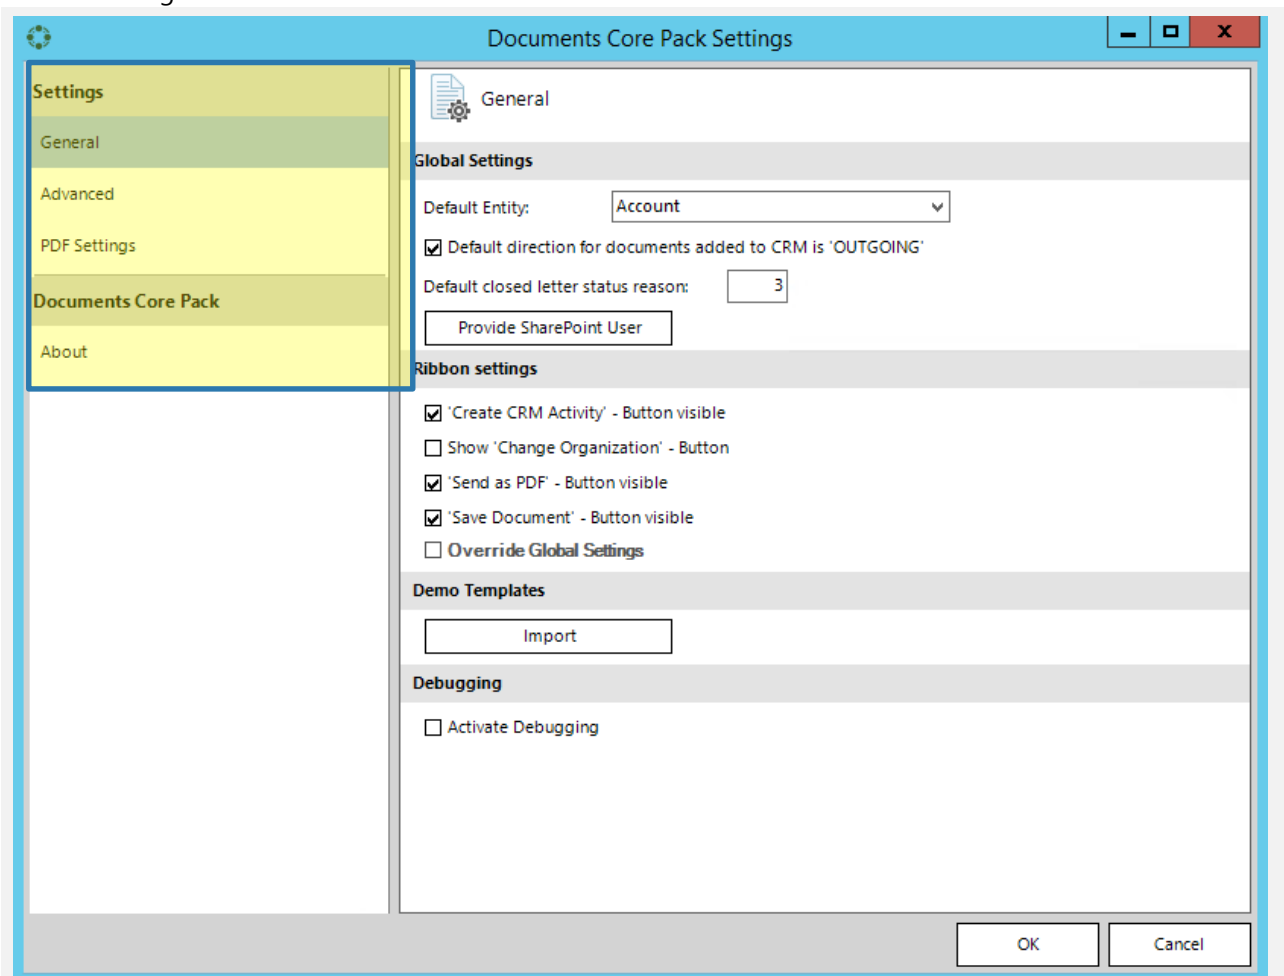 Documents Core Pack Settings
Settings
General
Advanced
PDF Settings
Documents Core Pack
About
General
Global Settings
Default Entity: Account
Default direction for documents added to CRM is 'OUTGOING'
Default closed letter status reason: 3
Provide SharePoint User
Ribbon settings
'Create CRM Activity' - Button visible
Show 'Change Organization' - Button
'Send as PDF' - Button visible
'Save Document' - Button visible
Override Global Settings
Demo Templates
Import
Debugging
Activate Debugging
OK Cancel